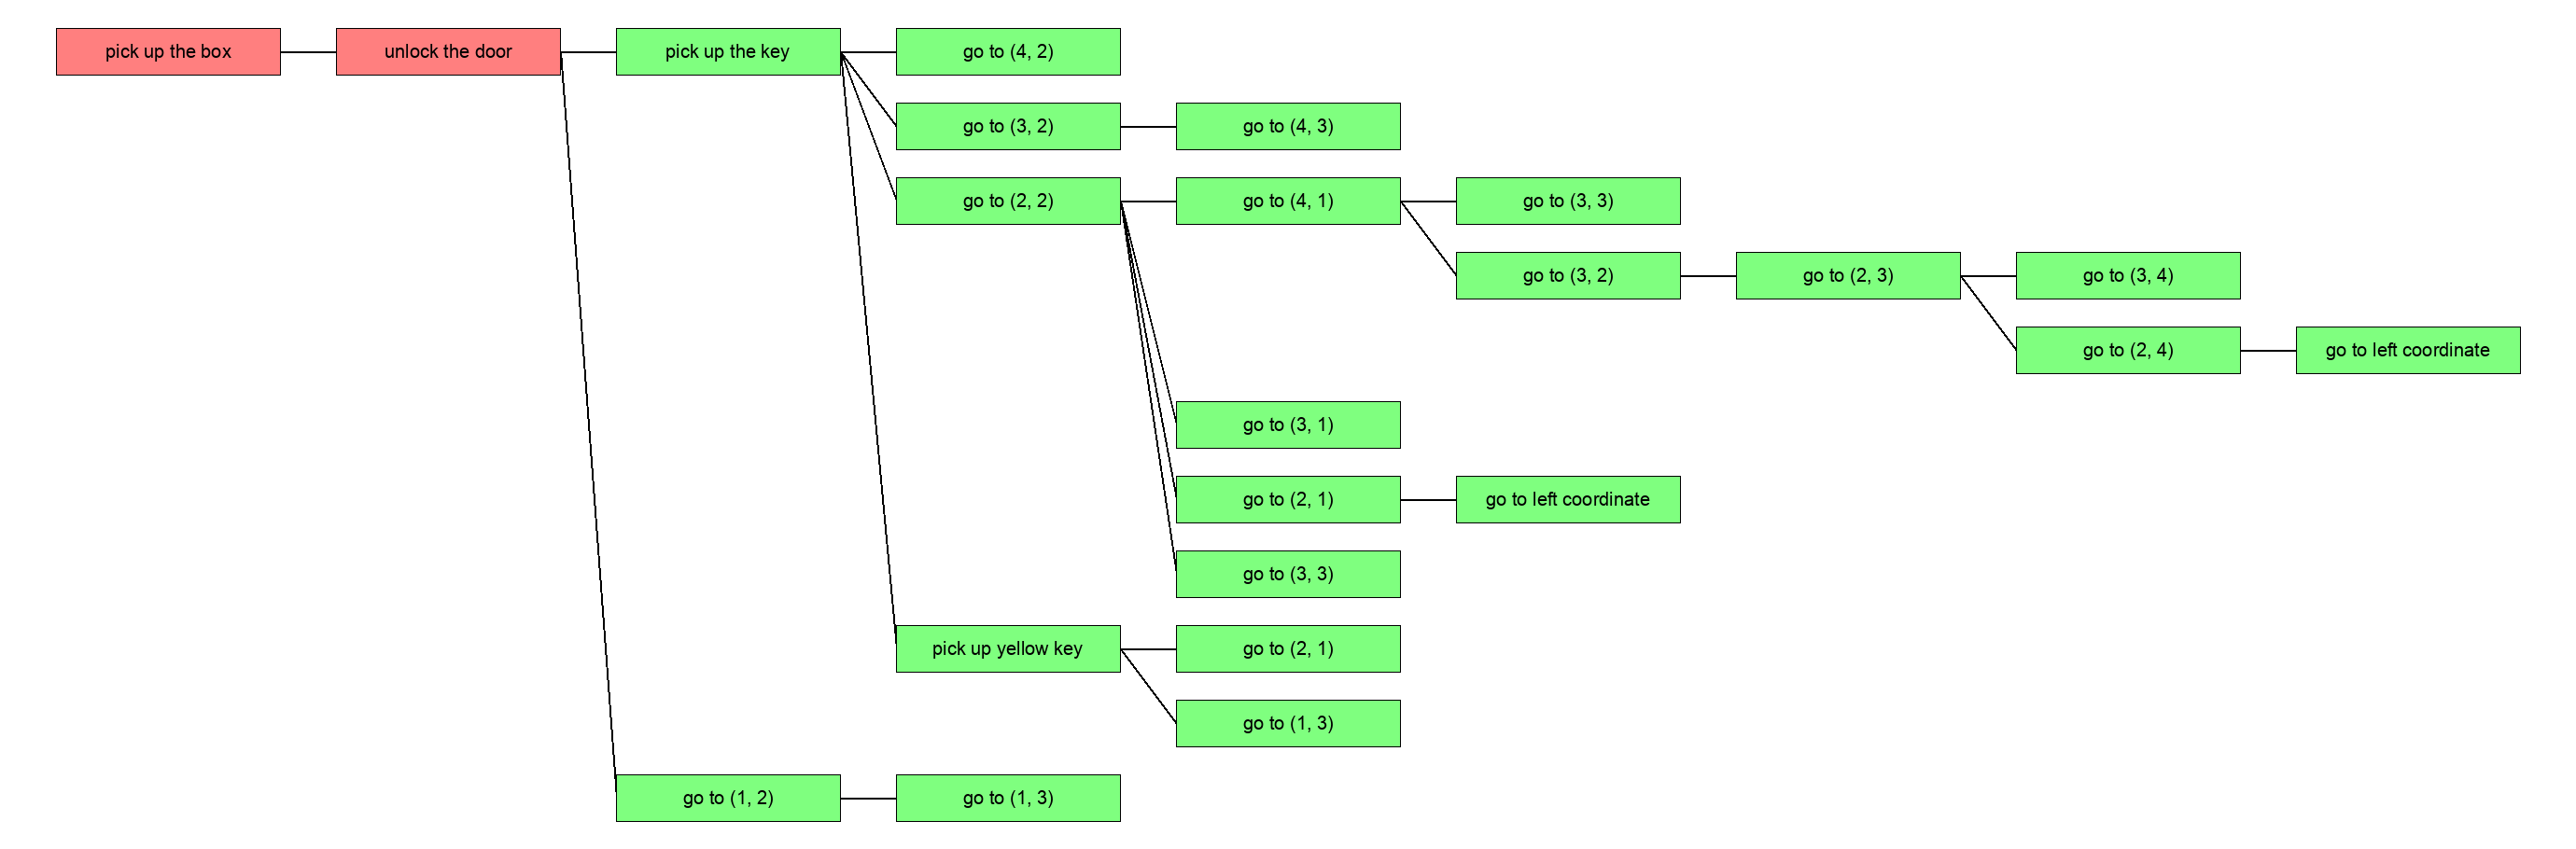 pick up the box
unlock the door
pick up the key
go to (4, 2)
go to (3, 2)
go to (4, 3)
go to (2, 2)
go to (4, 1)
go to (3, 3)
go to (3, 2)
go to (2, 3)
go to (3, 4)
go to (2, 4)
go to left coordinate
go to (3, 1)
go to (2, 1)
go to left coordinate
go to (3, 3)
pick up yellow key
go to (2, 1)
go to (1, 3)
go to (1, 2)
go to (1, 3)